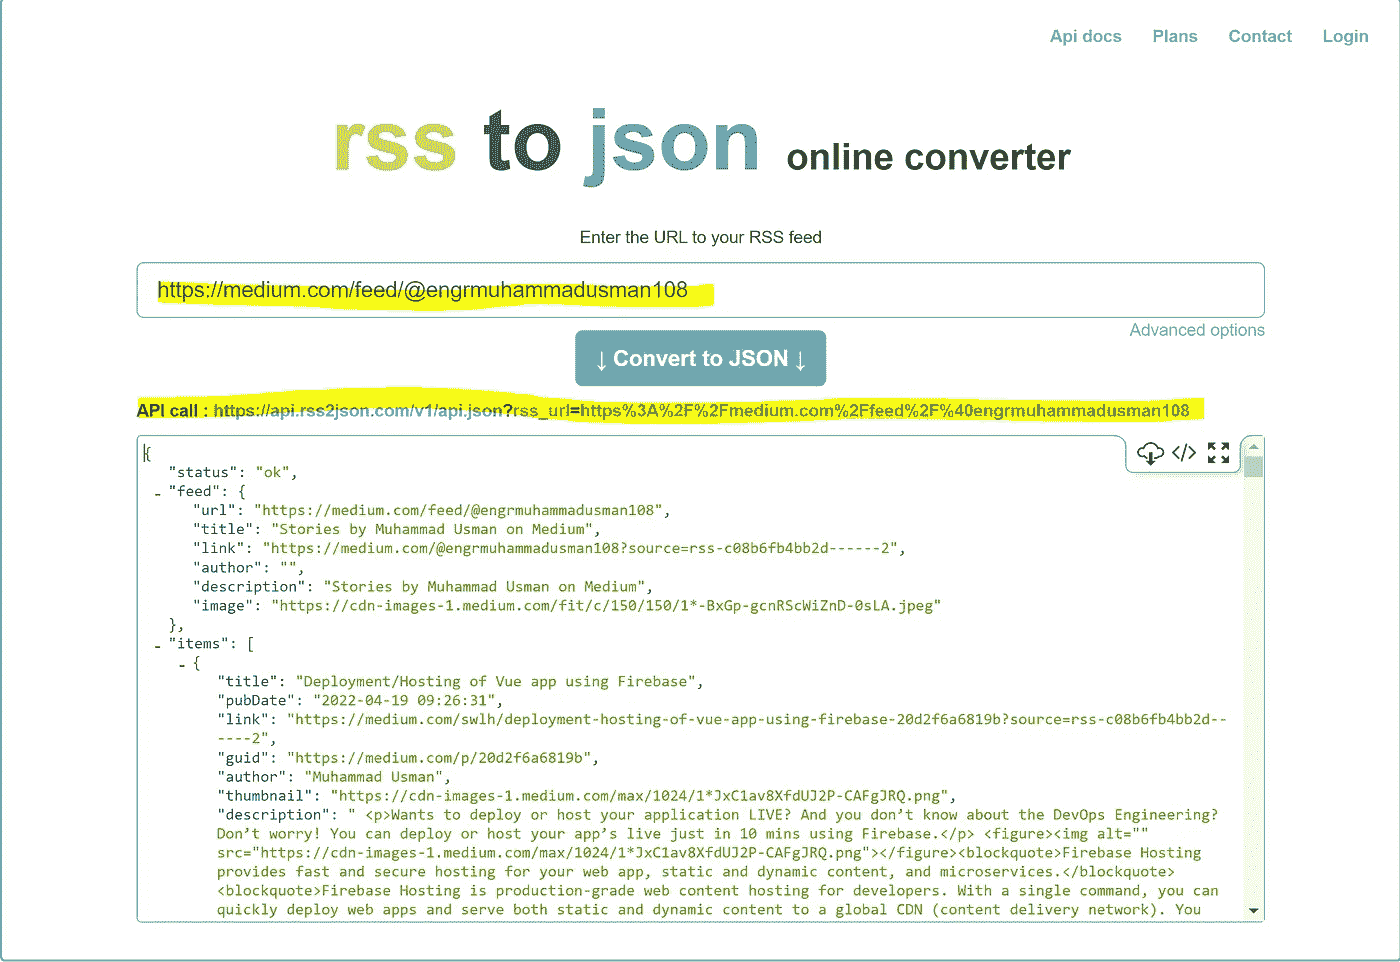 Api docs Plans Contact Login
rss to json online converter
Enter the URL to your RSS feed
https://medium.com/feed/@engrmuhammadusman108
Advanced options
↓ Convert to JSON ↓
API call : https://api.rss2json.com/v1/api.json?rss_url=https%3A%2F%2Fmedium.com%2Ffeed%2F%40engrmuhammadusman108
{
"status": "ok",
- "feed": {
"url": "https://medium.com/feed/@engrmuhammadusman108",
"title": "Stories by Muhammad Usman on Medium",
"link": "https://medium.com/@engrmuhammadusman108?source=rss-c08b6fb4bb2d------2",
"author": "",
"description": "Stories by Muhammad Usman on Medium",
"image": "https://cdn-images-1.medium.com/fit/c/150/150/1*-BxGp-gcnRScWiZnD-0sLA.jpeg"
},
- "items": [
- {
"title": "Deployment/Hosting of Vue app using Firebase",
"pubDate": "2022-04-19 09:26:31",
"link": "https://medium.com/swlh/deployment-hosting-of-vue-app-using-firebase-20d2f6a6819b?source=rss-c08b6fb4bb2d--
----2",
"guid": "https://medium.com/p/20d2f6a6819b",
"author": "Muhammad Usman",
"thumbnail": "https://cdn-images-1.medium.com/max/1024/1*JxC1av8XfdUJ2P-CAFgJRQ.png",
"description": " <p>Wants to deploy or host your application LIVE? And you don’t know about the DevOps Engineering?
Don’t worry! You can deploy or host your app’s live just in 10 mins using Firebase.</p> <figure><img alt=""
src="https://cdn-images-1.medium.com/max/1024/1*JxC1av8XfdUJ2P-CAFgJRQ.png"></figure><blockquote>Firebase Hosting
provides fast and secure hosting for your web app, static and dynamic content, and microservices.</blockquote>
<blockquote>Firebase Hosting is production-grade web content hosting for developers. With a single command, you can
quickly deploy web apps and serve both static and dynamic content to a global CDN (content delivery network). You